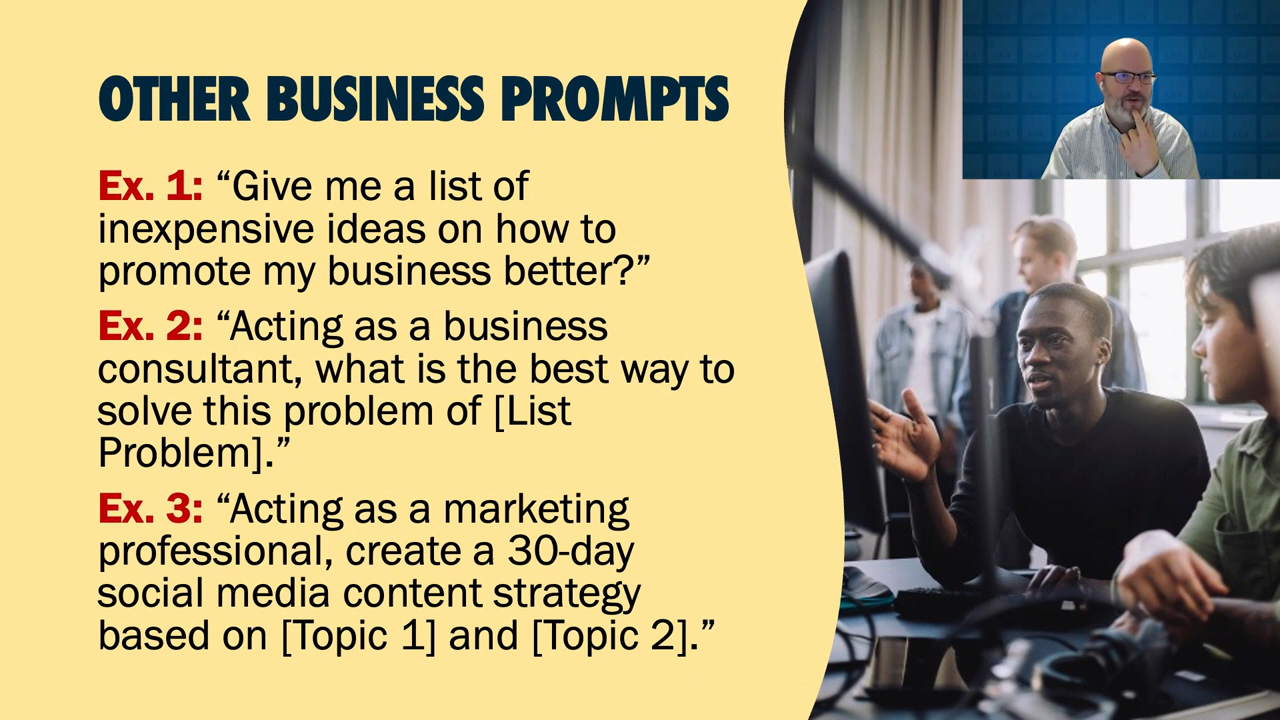 OTHER BUSINESS PROMPTS
Ex. 1: “Give me a list of
inexpensive ideas on how to
promote my business better?”
Ex. 2: “Acting as a business
consultant, what is the best way to
solve this problem of [List
Problem].”
Ex. 3: “Acting as a marketing
professional, create a 30-day
social media content strategy
based on [Topic 1] and [Topic 2].”